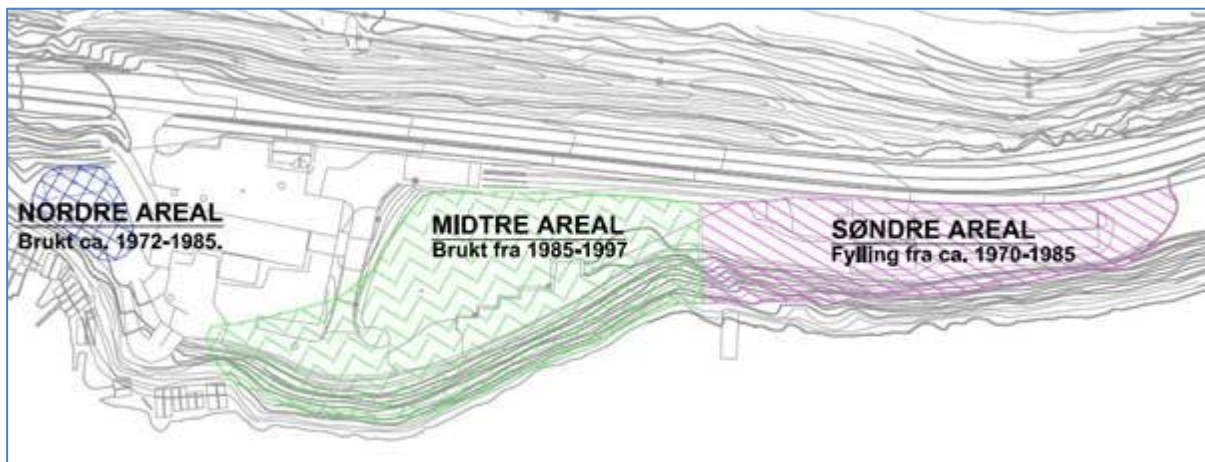 NORDRE AREAL
Brukt ca. 1972-1985.
MIDTRE AREAL
Brukt fra 1985-1997
SØNDRE AREAL
Fylling fra ca. 1970-1985